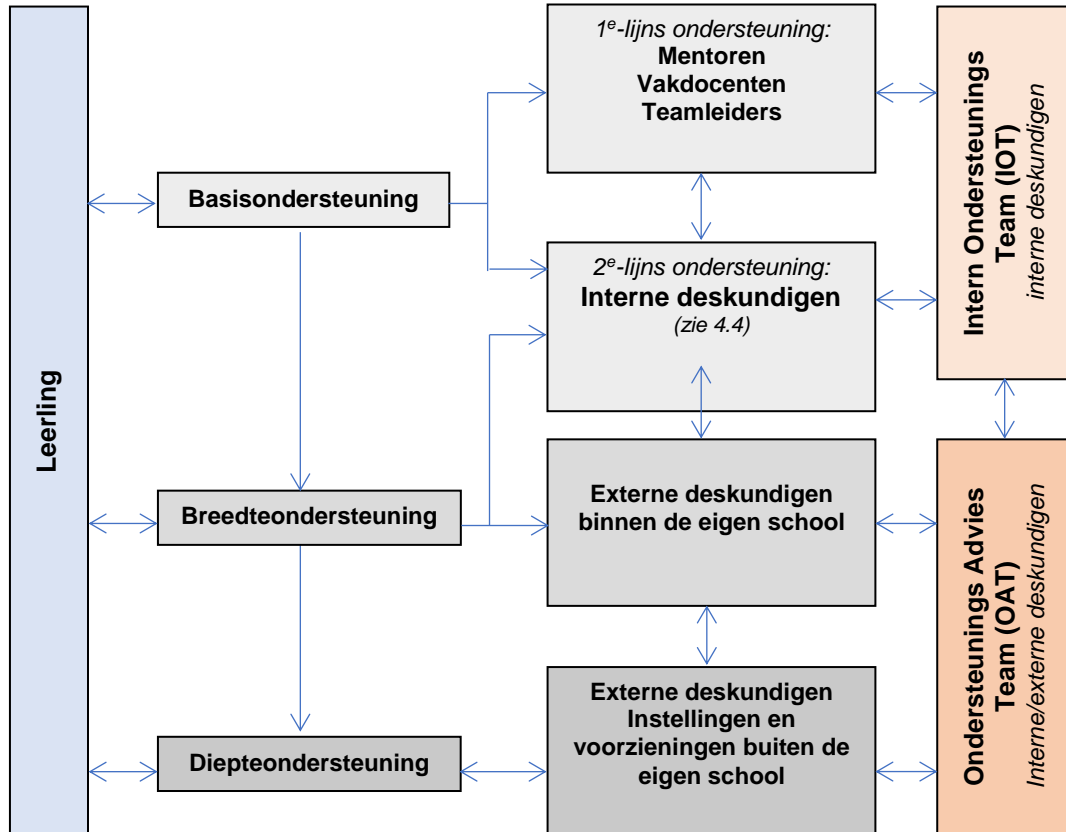 Leerling
Basisondersteuning
Breedteondersteuning
Diepteondersteuning
1e-lijns ondersteuning:
Mentoren
Vakdocenten
Teamleiders
2e-lijns ondersteuning:
Interne deskundigen
(zie 4.4)
Externe deskundigen
binnen de eigen school
Externe deskundigen
Instellingen en
voorzieningen buiten de
eigen school
Intern Ondersteunings
Team (IOT)
interne deskundigen
Ondersteunings Advies
Team (OAT)
Interne/externe deskundigen